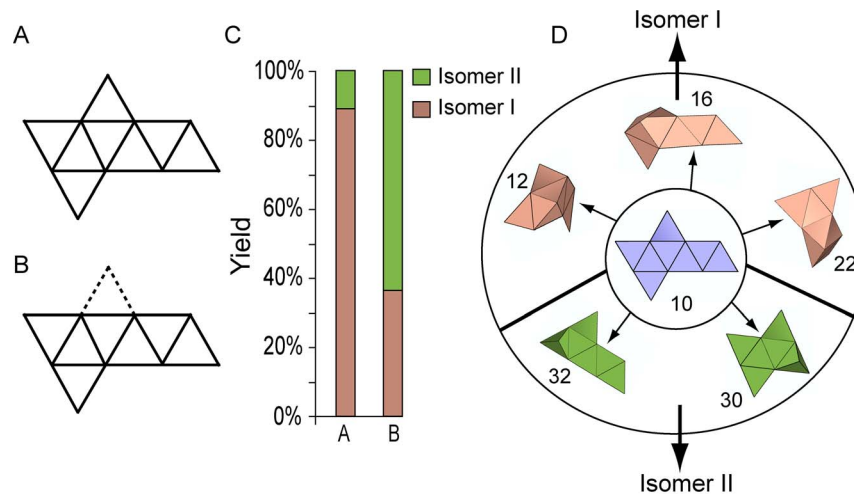 A
B
C
Yield
100%
80%
60%
40%
20%
0%
A
B
Isomer II
Isomer I
D
Isomer I
16
12
22
10
32
30
Isomer II